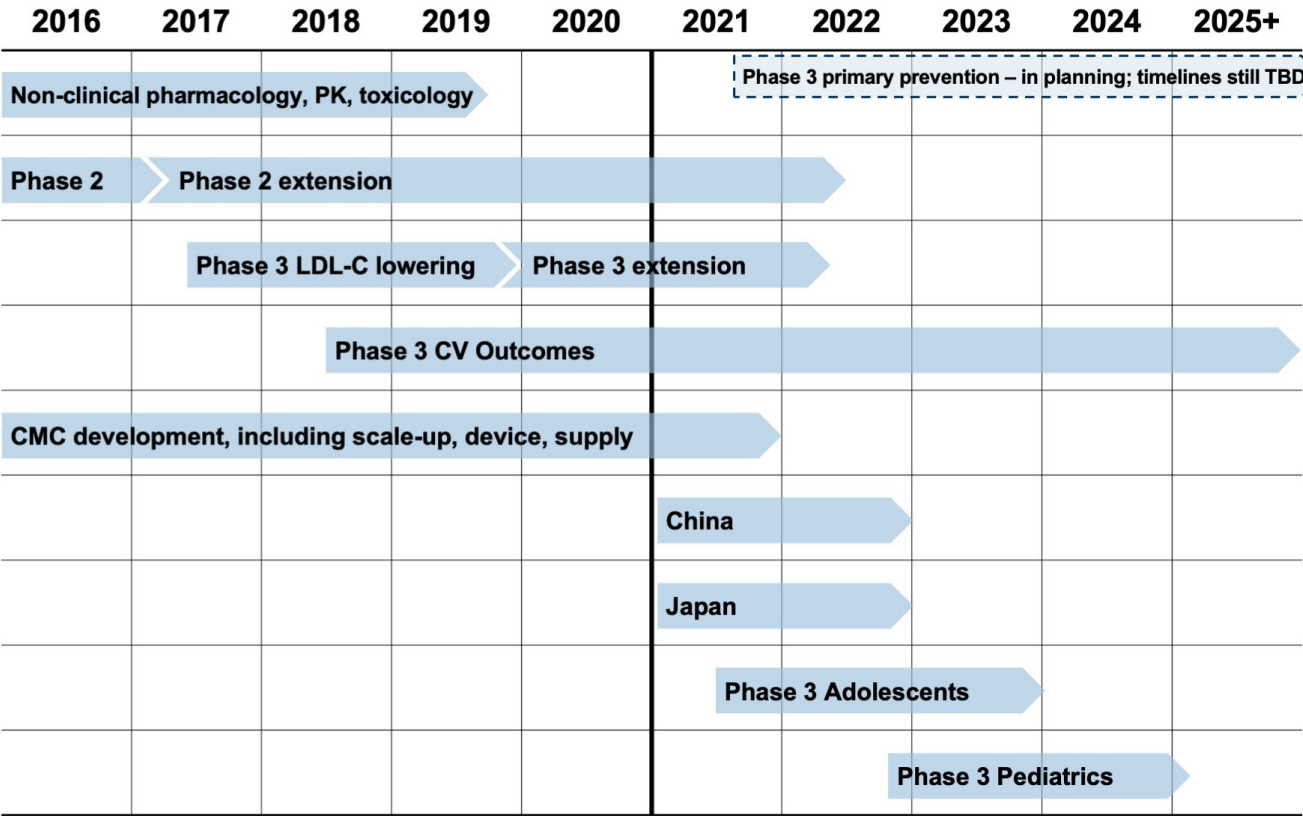 2016 2017 2018 2019 2020 2021 2022 2023 2024 2025+
Phase 3 primary prevention – in planning; timelines still TBD
Non-clinical pharmacology, PK, toxicology
Phase 2 Phase 2 extension
Phase 3 LDL-C lowering Phase 3 extension
Phase 3 CV Outcomes
CMC development, including scale-up, device, supply
China
Japan
Phase 3 Adolescents
Phase 3 Pediatrics